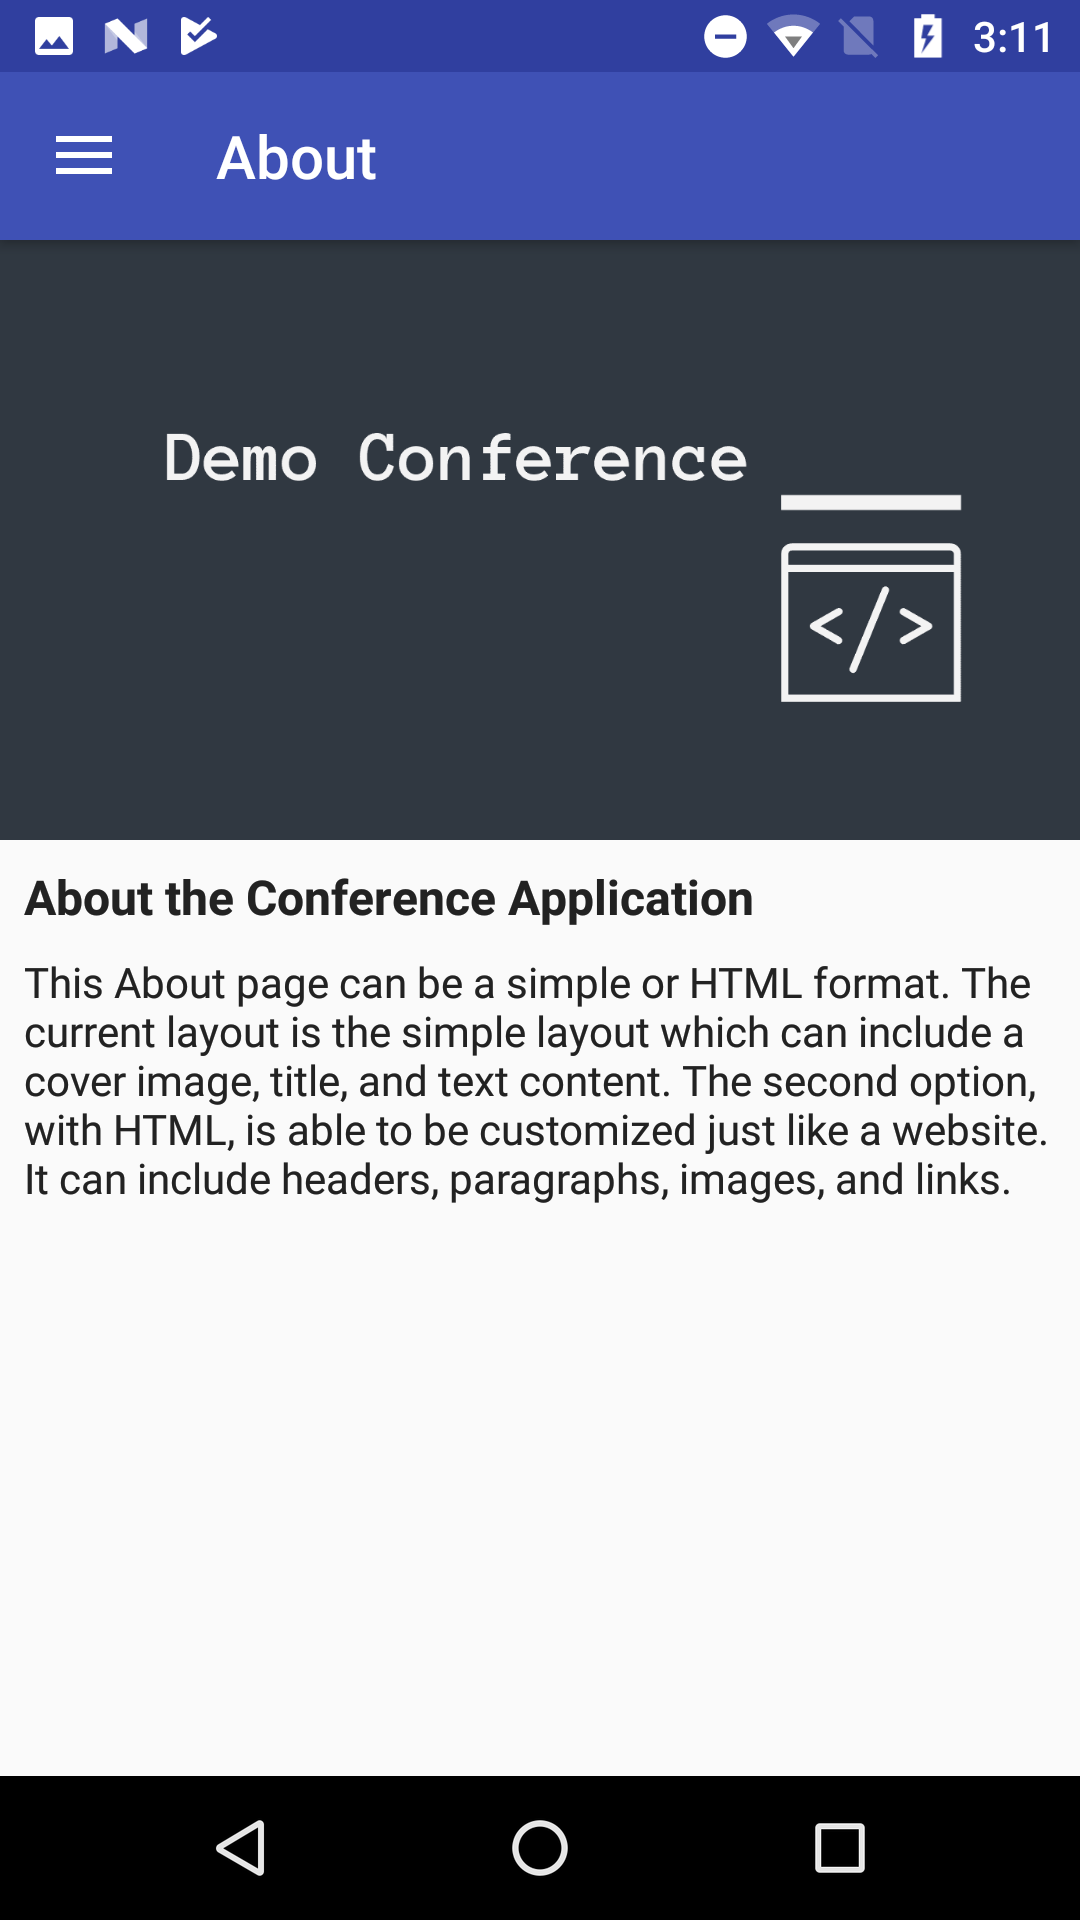 3:11
About
Demo Conference
</>
About the Conference Application
This About page can be a simple or HTML format. The
current layout is the simple layout which can include a
cover image, title, and text content. The second option,
with HTML, is able to be customized just like a website.
It can include headers, paragraphs, images, and links.